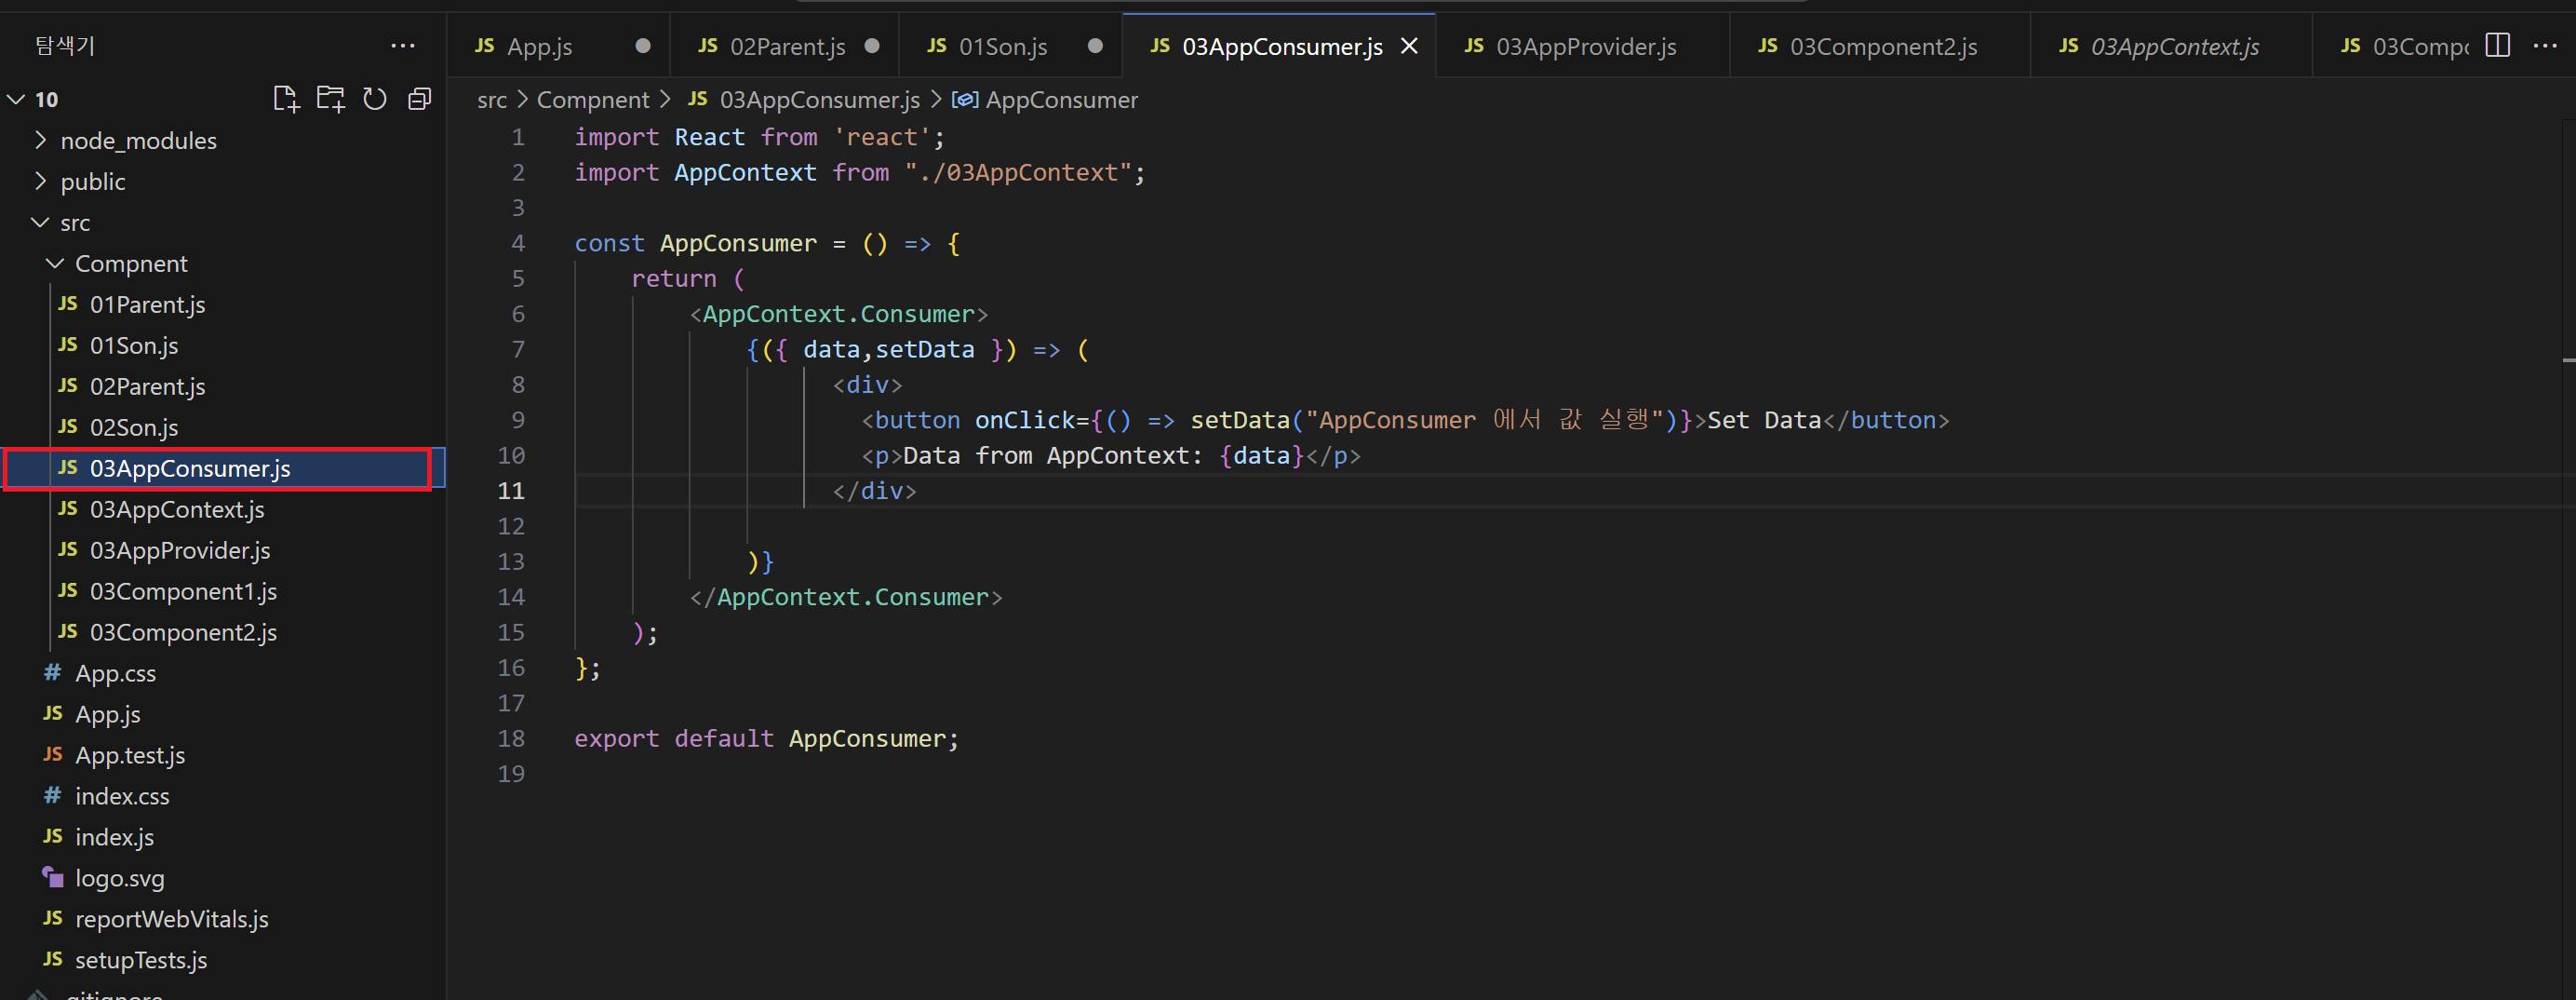 탐색기
10
node_modules
public
src
Compnent
JS 01Parent.js
JS 01Son.js
JS 02Parent.js
JS 02Son.js
JS 03AppConsumer.js
JS 03AppContext.js
JS 03AppProvider.js
JS 03Component1.js
JS 03Component2.js
# App.css
JS App.js
JS App.test.js
# index.css
JS index.js
logo.svg
JS reportWebVitals.js
JS setupTests.js
.gitignore
JS App.js JS 02Parent.js JS 01Son.js JS 03AppConsumer.js JS 03AppProvider.js JS 03Component2.js JS 03AppContext.js JS 03Comp
src > Compnent > JS 03AppConsumer.js > AppConsumer
1 import React from 'react';
2 import AppContext from "./03AppContext";
3
4 const AppConsumer = () => {
5 return (
6 <AppContext.Consumer>
7 {({ data,setData }) => (
8 <div>
9 <button onClick={() => setData("AppConsumer 에서 값 실행")}>Set Data</button>
10 <p>Data from AppContext: {data}</p>
11 </div>
12
13 )}
14 </AppContext.Consumer>
15 );
16 };
17
18 export default AppConsumer;
19